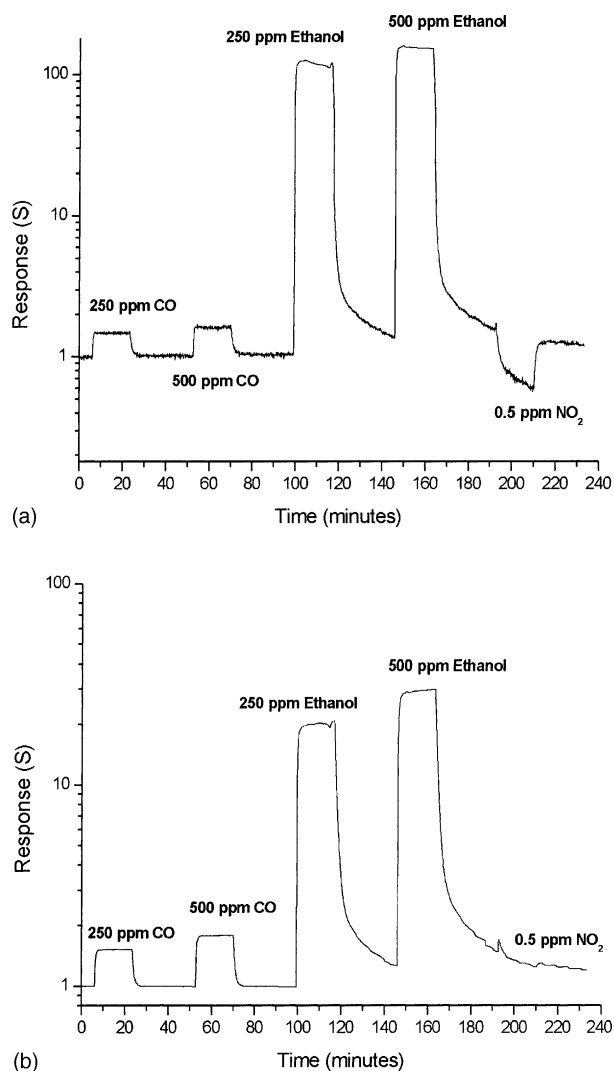 250 ppm Ethanol
500 ppm Ethanol
100
10
1
Response (S)
250 ppm CO
500 ppm CO
0.5 ppm NO₂
0 20 40 60 80 100 120 140 160 180 200 220 240
(a)
Time (minutes)
100
10
1
Response (S)
500 ppm Ethanol
250 ppm Ethanol
500 ppm CO
250 ppm CO
0.5 ppm NO₂
0 20 40 60 80 100 120 140 160 180 200 220 240
(b)
Time (minutes)